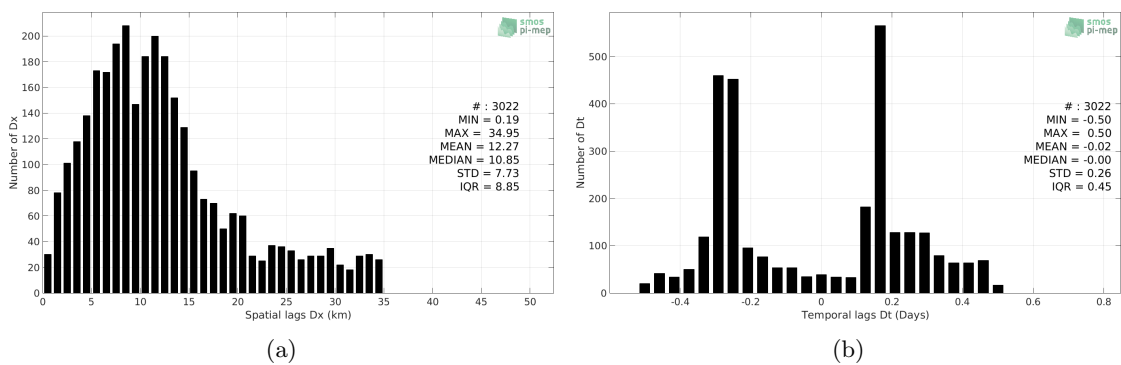 smos
pi-mep
200
180
160
140
120
100
80
60
40
20
0
Number of Dx
# : 3022
MIN = 0.19
MAX = 34.95
MEAN = 12.27
MEDIAN = 10.85
STD = 7.73
IQR = 8.85
0 5 10 15 20 25 30 35 40 45 50
Spatial lags Dx (km)
(a)
smos
pi-mep
500
400
300
200
100
0
Number of Dt
# : 3022
MIN = -0.50
MAX = 0.50
MEAN = -0.02
MEDIAN = -0.00
STD = 0.26
IQR = 0.45
-0.4 -0.2 0 0.2 0.4 0.6 0.8
Temporal lags Dt (Days)
(b)